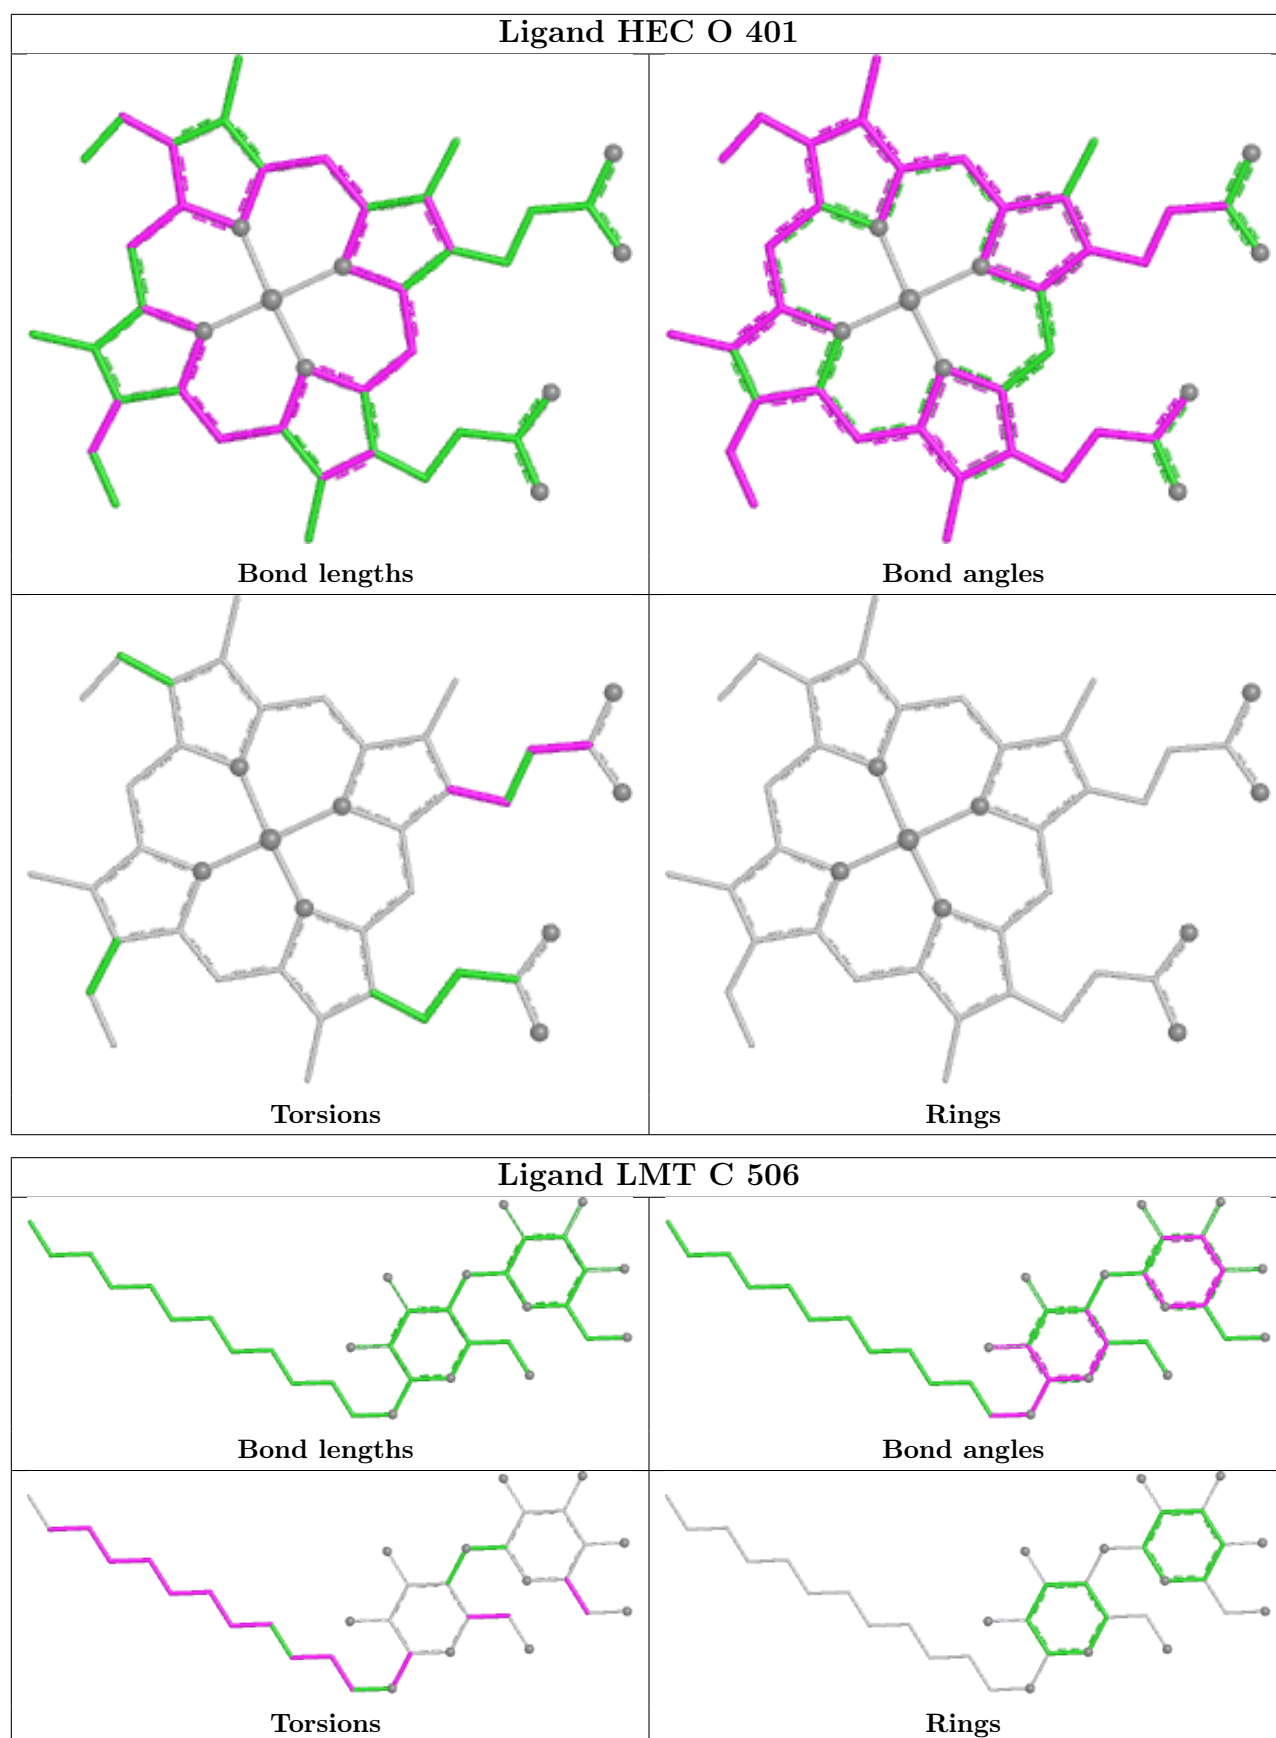 Ligand HEC O 401
Bond lengths
Bond angles
Torsions
Rings
Ligand LMT C 506
Bond lengths
Bond angles
Torsions
Rings